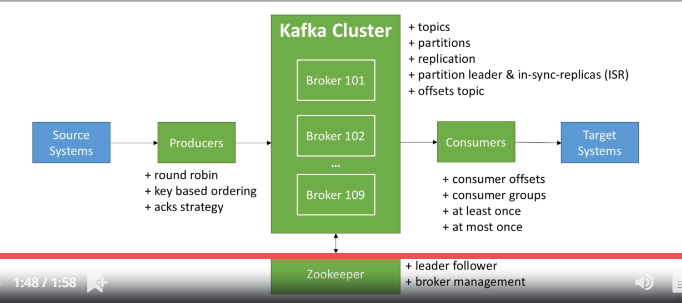 Kafka Cluster
Broker 101
Broker 102
...
Broker 109
+ topics
+ partitions
+ replication
+ partition leader & in-sync-replicas (ISR)
+ offsets topic
Source
Systems
Producers
+ round robin
+ key based ordering
+ acks strategy
Consumers
+ consumer offsets
+ consumer groups
+ at least once
+ at most once
Target
Systems
Zookeeper
+ leader follower
+ broker management
1:48 / 1:58